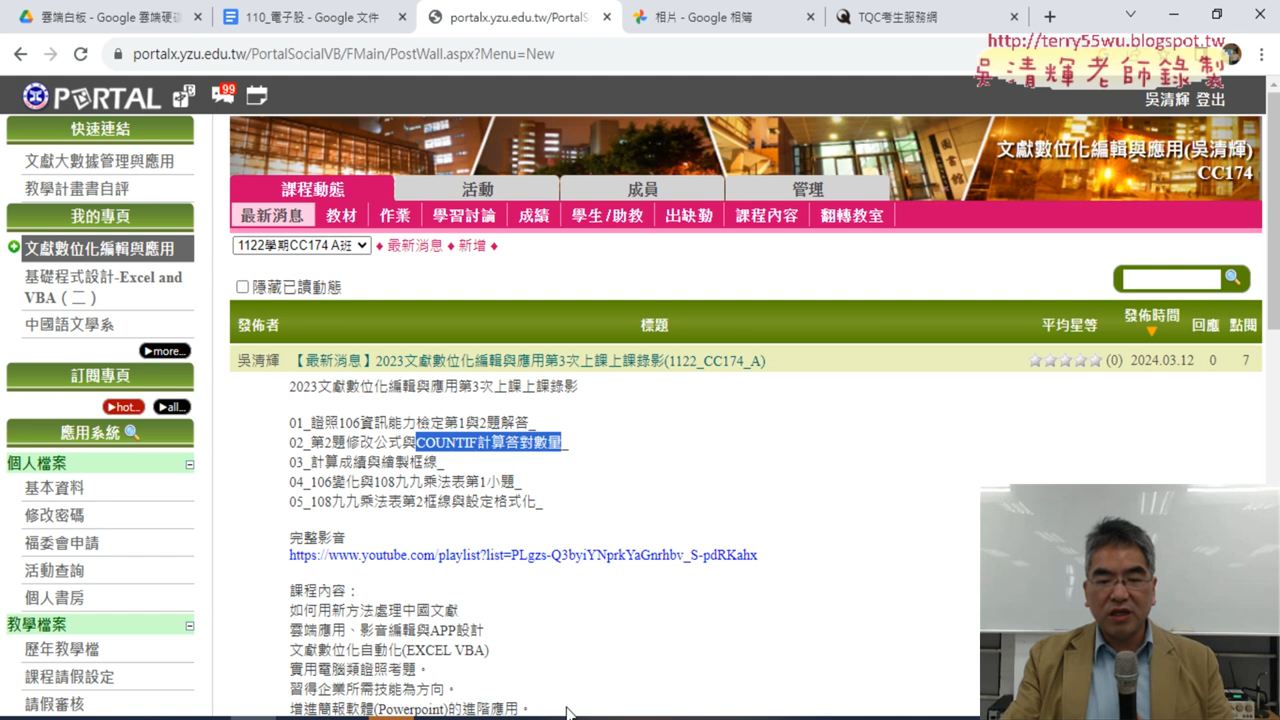 雲端白板 - Google 雲端硬碟
110_電子股 - Google 文件
portalx.yzu.edu.tw/PortalS
相片 - Google 相簿
TQC考生服務網
portalx.yzu.edu.tw/PortalSocialVB/FMain/PostWall.aspx?Menu=New
http://terry55wu.blogspot.tw
吳清輝老師錄製
PORTAL
99
吳清輝 登出
快速連結
文獻大數據管理與應用
教學計畫書自評
我的專頁
文獻數位化編輯與應用
基礎程式設計-Excel and
VBA（二）
中國語文學系
▶more...
訂閱專頁
▶hot...
▶all...
應用系統
個人檔案
基本資料
修改密碼
福委會申請
活動查詢
個人書房
教學檔案
歷年教學檔
課程請假設定
請假審核
文獻數位化編輯與應用(吳清輝)
CC174
課程動態
活動
成員
管理
最新消息
教材
作業
學習討論
成績
學生/助教
出缺勤
課程內容
翻轉教室
1122學期CC174 A班
♦ 最新消息 ♦ 新增 ♦
隱藏已讀動態
發佈者
標題
平均星等
發佈時間
▼
回應
點閱
吳清輝
【最新消息】2023文獻數位化編輯與應用第3次上課上課錄影(1122_CC174_A)
(0)
2024.03.12
0
7
2023文獻數位化編輯與應用第3次上課上課錄影
01_證照106資訊能力檢定第1與2題解答_
02_第2題修改公式與COUNTIF計算答對數量_
03_計算成績與繪製框線_
04_106變化與108九九乘法表第1小題_
05_108九九乘法表第2框線與設定格式化_
完整影音
https://www.youtube.com/playlist?list=PLgzs-Q3byiYNprkYaGnrhbv_S-pdRKahx
課程內容：
如何用新方法處理中國文獻
雲端應用、影音編輯與APP設計
文獻數位化自動化(EXCEL VBA)
實用電腦類證照考題。
習得企業所需技能為方向。
增進簡報軟體(Powerpoint)的進階應用。